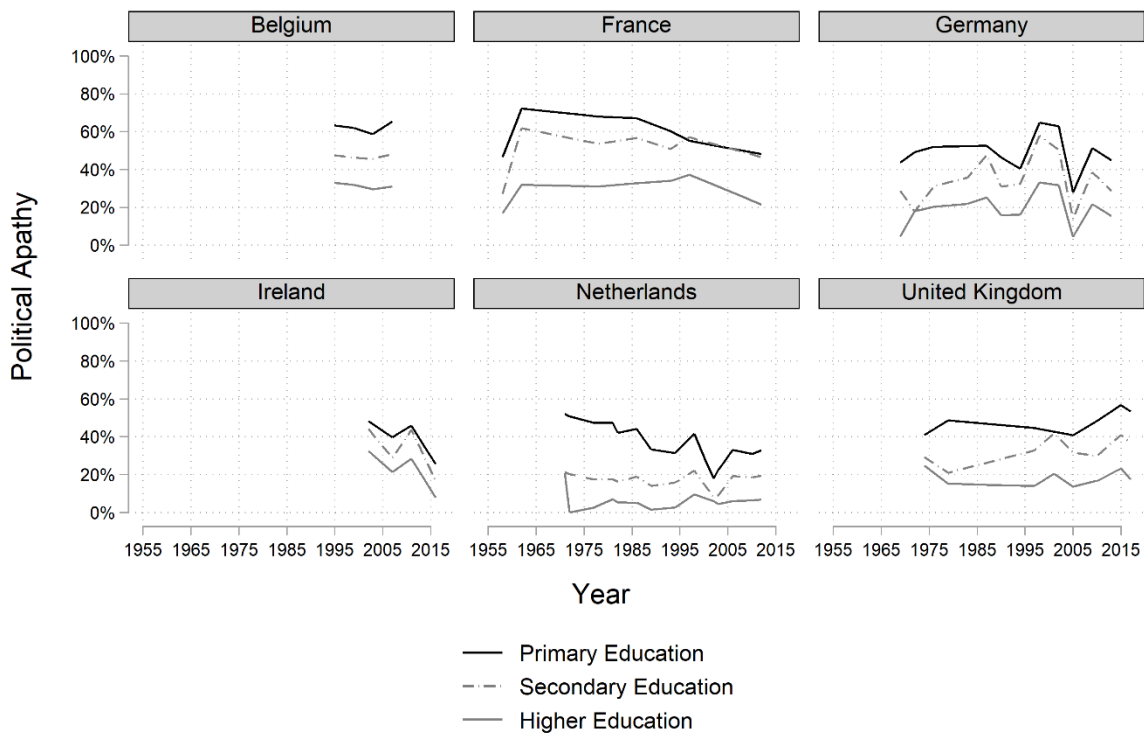 Belgium France Germany
100%
80%
60%
40%
20%
0%
Ireland Netherlands United Kingdom
100%
80%
60%
40%
20%
0%
1955 1965 1975 1985 1995 2005 2015 1955 1965 1975 1985 1995 2005 2015 1955 1965 1975 1985 1995 2005 2015
Political Apathy
Year
Primary Education
Secondary Education
Higher Education